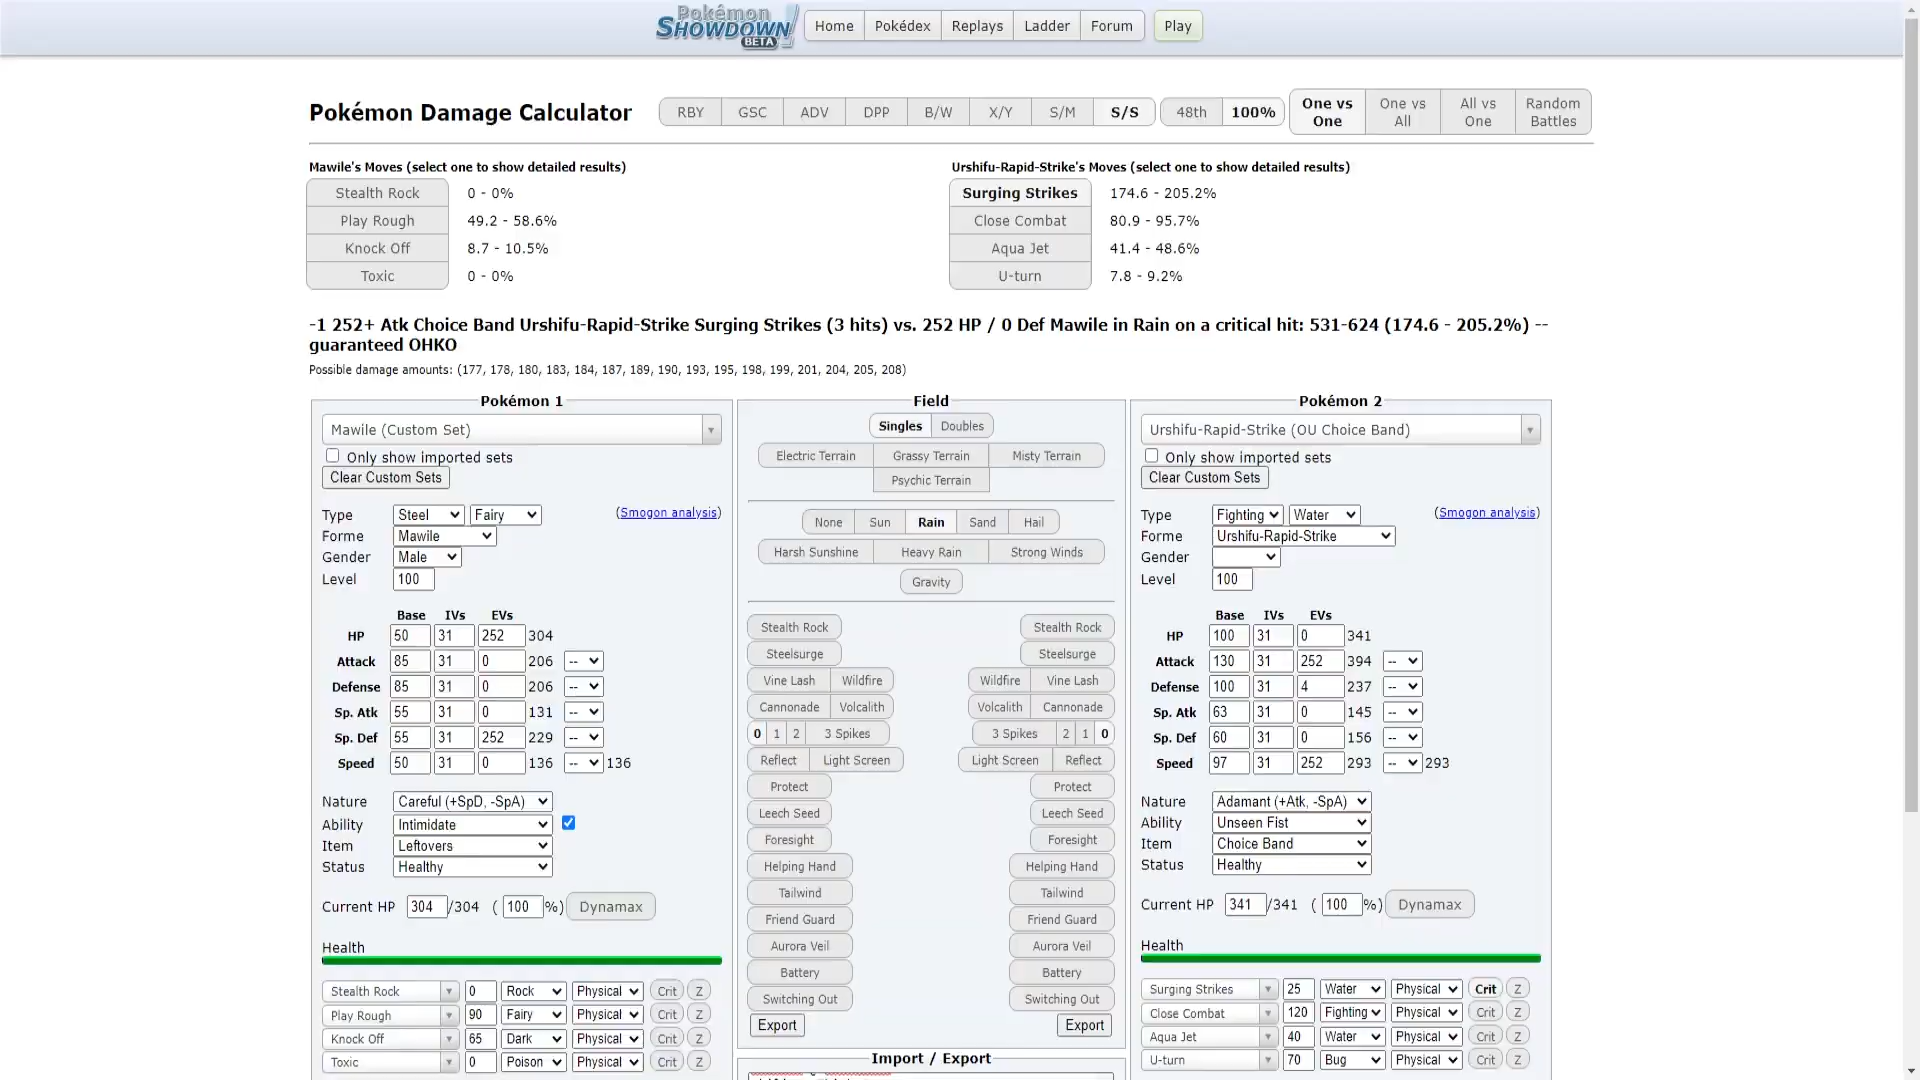 Pokémon
SHOWDOWN!
BETA
Home Pokédex Replays Ladder Forum Play
Pokémon Damage Calculator
RBY GSC ADV DPP B/W X/Y S/M S/S 48th 100%
One vs One
One vs All
All vs One
Random Battles
Mawile's Moves (select one to show detailed results)
Stealth Rock 0 - 0%
Play Rough 49.2 - 58.6%
Knock Off 8.7 - 10.5%
Toxic 0 - 0%
Urshifu-Rapid-Strike's Moves (select one to show detailed results)
Surging Strikes 174.6 - 205.2%
Close Combat 80.9 - 95.7%
Aqua Jet 41.4 - 48.6%
U-turn 7.8 - 9.2%
-1 252+ Atk Choice Band Urshifu-Rapid-Strike Surging Strikes (3 hits) vs. 252 HP / 0 Def Mawile in Rain on a critical hit: 531-624 (174.6 - 205.2%) --
guaranteed OHKO
Possible damage amounts: (177, 178, 180, 183, 184, 187, 189, 190, 193, 195, 198, 199, 201, 204, 205, 208)
Pokémon 1
Mawile (Custom Set)
Only show imported sets
Clear Custom Sets
Type Steel Fairy (Smogon analysis)
Forme Mawile
Gender Male
Level 100
Base IVs EVs
HP 50 31 252 304
Attack 85 31 0 206 --
Defense 85 31 0 206 --
Sp. Atk 55 31 0 131 --
Sp. Def 55 31 252 229 --
Speed 50 31 0 136 -- 136
Nature Careful (+SpD, -SpA)
Ability Intimidate
Item Leftovers
Status Healthy
Current HP 304 /304 ( 100 %) Dynamax
Health
Stealth Rock 0 Rock Physical Crit Z
Play Rough 90 Fairy Physical Crit Z
Knock Off 65 Dark Physical Crit Z
Toxic 0 Poison Physical Crit Z
Field
Singles Doubles
Electric Terrain Grassy Terrain Misty Terrain
Psychic Terrain
None Sun Rain Sand Hail
Harsh Sunshine Heavy Rain Strong Winds
Gravity
Stealth Rock Stealth Rock
Steelsurge Steelsurge
Vine Lash Wildfire Wildfire Vine Lash
Cannonade Volcalith Volcalith Cannonade
0 1 2 3 Spikes 3 Spikes 2 1 0
Reflect Light Screen Light Screen Reflect
Protect Protect
Leech Seed Leech Seed
Foresight Foresight
Helping Hand Helping Hand
Tailwind Tailwind
Friend Guard Friend Guard
Aurora Veil Aurora Veil
Battery Battery
Switching Out Switching Out
Export Export
Import / Export
Pokémon 2
Urshifu-Rapid-Strike (OU Choice Band)
Only show imported sets
Clear Custom Sets
Type Fighting Water (Smogon analysis)
Forme Urshifu-Rapid-Strike
Gender
Level 100
Base IVs EVs
HP 100 31 0 341
Attack 130 31 252 394 --
Defense 100 31 4 237 --
Sp. Atk 63 31 0 145 --
Sp. Def 60 31 0 156 --
Speed 97 31 252 293 -- 293
Nature Adamant (+Atk, -SpA)
Ability Unseen Fist
Item Choice Band
Status Healthy
Current HP 341 /341 ( 100 %) Dynamax
Health
Surging Strikes 25 Water Physical Crit Z
Close Combat 120 Fighting Physical Crit Z
Aqua Jet 40 Water Physical Crit Z
U-turn 70 Bug Physical Crit Z